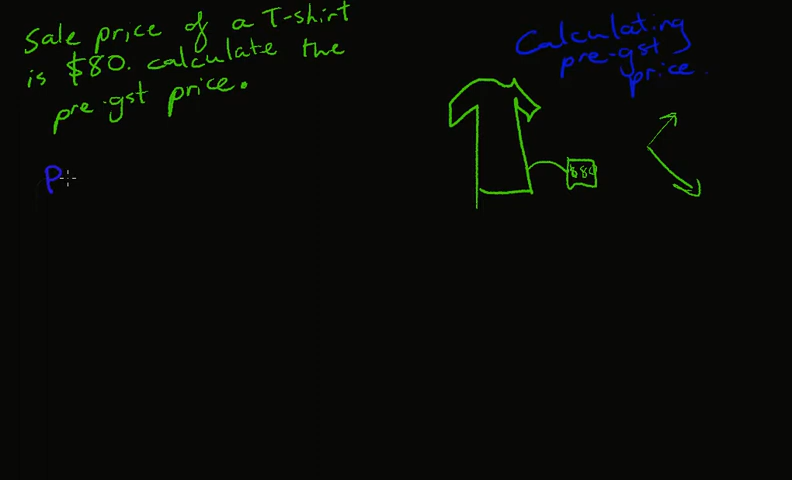 Sale price of a T-shirt
is $80. calculate the
pre-gst price.
Calculating
pre-gst
price.
$80
P